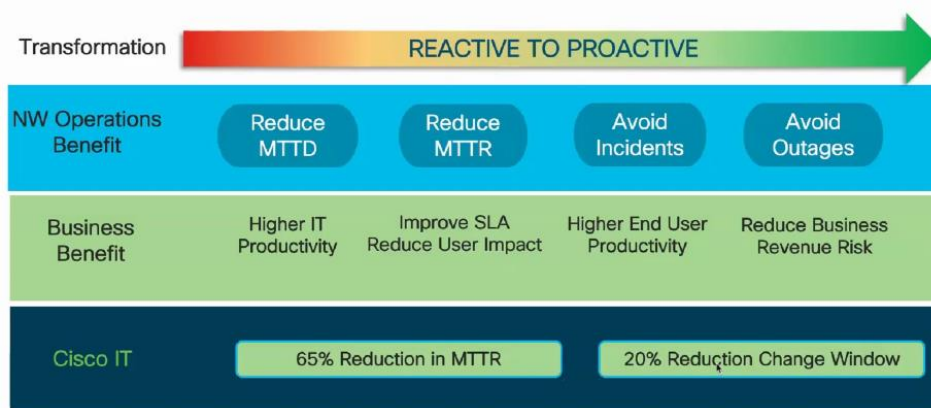 Transformation
REACTIVE TO PROACTIVE
NW Operations
Benefit
Reduce
MTTD
Reduce
MTTR
Avoid
Incidents
Avoid
Outages
Business
Benefit
Higher IT
Productivity
Improve SLA
Reduce User Impact
Higher End User
Productivity
Reduce Business
Revenue Risk
Cisco IT
65% Reduction in MTTR
20% Reduction Change Window